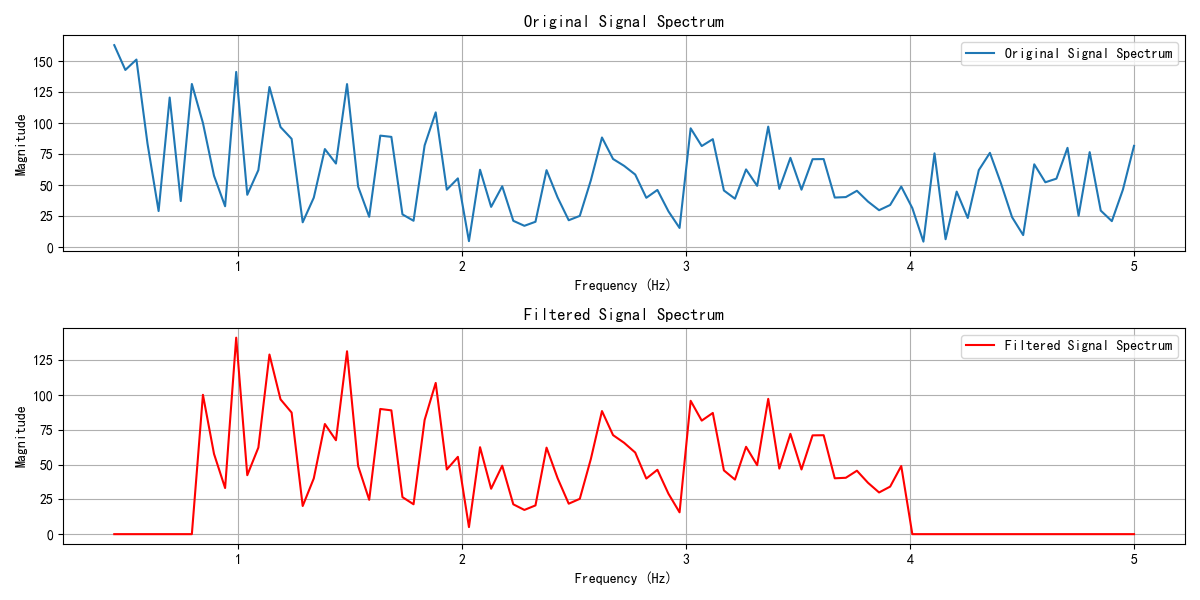 Original Signal Spectrum
Original Signal Spectrum
Magnitude
150
125
100
75
50
25
0
1 2 3 4 5
Frequency (Hz)
Filtered Signal Spectrum
Filtered Signal Spectrum
Magnitude
125
100
75
50
25
0
1 2 3 4 5
Frequency (Hz)